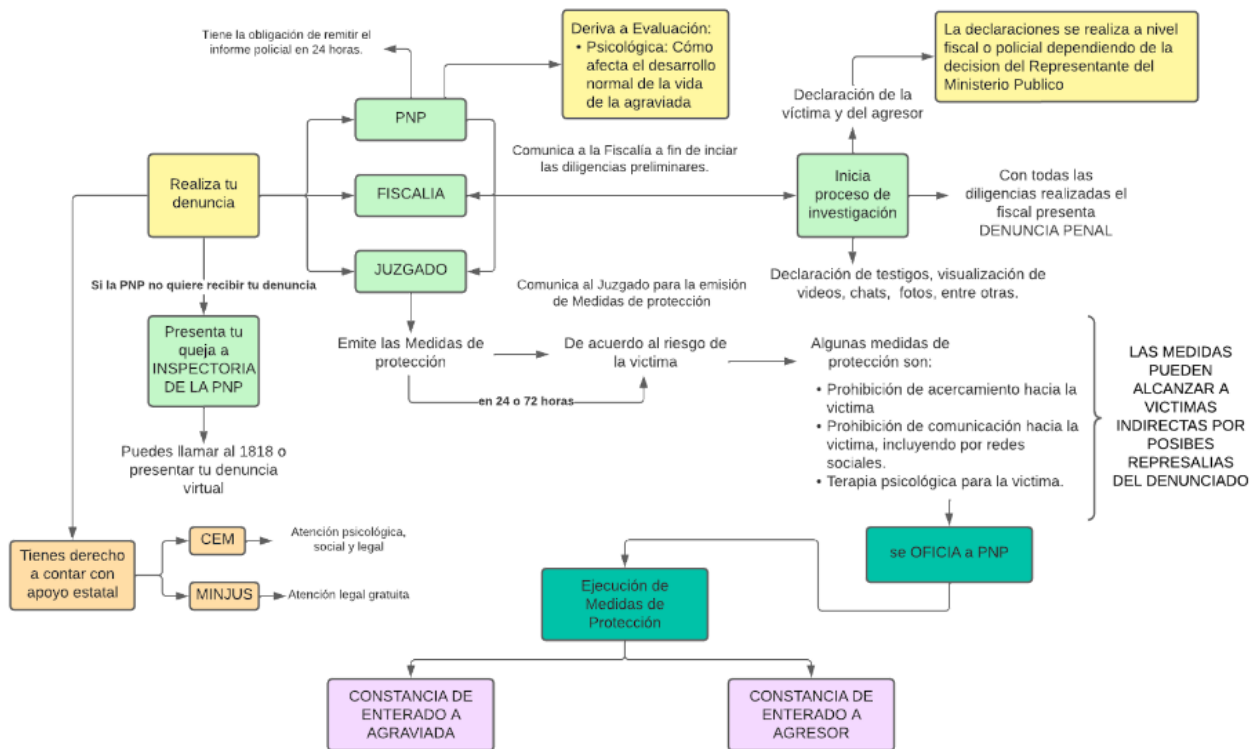 Tiene la obligación de remitir el
informe policial en 24 horas.
Deriva a Evaluación:
• Psicológica: Cómo
afecta el desarrollo
normal de la vida
de la agraviada
La declaraciones se realiza a nivel
fiscal o policial dependiendo de la
decision del Representante del
Ministerio Publico
PNP
Declaración de la
víctima y del agresor
Realiza tu
denuncia
Comunica a la Fiscalía a fin de inciar
las diligencias preliminares.
FISCALIA
Inicia
proceso de
investigación
Con todas las
diligencias realizadas el
fiscal presenta
DENUNCIA PENAL
JUZGADO
Si la PNP no quiere recibir tu denuncia
Comunica al Juzgado para la emisión
de Medidas de protección
Declaración de testigos, visualización de
videos, chats, fotos, entre otras.
Presenta tu
queja a
INSPECTORIA
DE LA PNP
Emite las Medidas de
protección
De acuerdo al riesgo de
la victima
en 24 o 72 horas
Algunas medidas de
protección son:
• Prohibición de acercamiento hacia la
victima
• Prohibición de comunicación hacia la
victima, incluyendo por redes
sociales.
• Terapia psicológica para la victima.
LAS MEDIDAS
PUEDEN
ALCANZAR A
VICTIMAS
INDIRECTAS POR
POSIBES
REPRESALIAS
DEL DENUNCIADO
Puedes llamar al 1818 o
presentar tu denuncia
virtual
Tienes derecho
a contar con
apoyo estatal
CEM
Atención psicológica,
social y legal
MINJUS
Atención legal gratuita
se OFICIA a PNP
Ejecución de
Medidas de
Protección
CONSTANCIA DE
ENTERADO A
AGRAVIADA
CONSTANCIA DE
ENTERADO A
AGRESOR